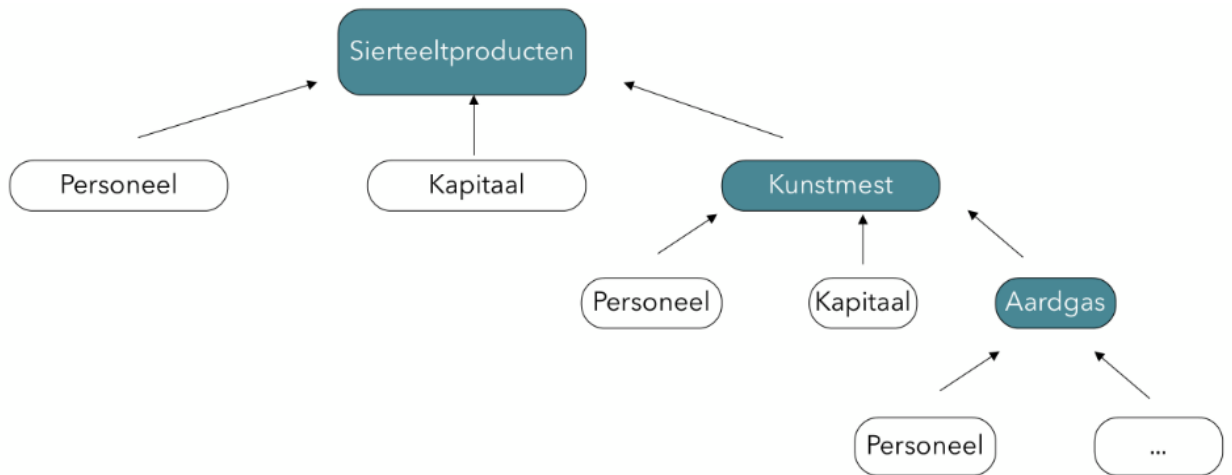 Sierteeltproducten
Personeel
Kapitaal
Kunstmest
Personeel
Kapitaal
Aardgas
Personeel
...